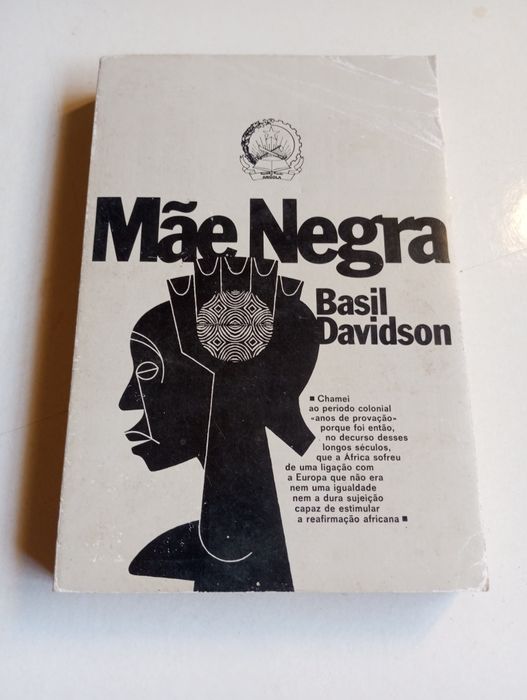 ANGOLA
Mãe Negra
Basil
Davidson
▪ Chamei
ao período colonial
«anos de provação»
porque foi então,
no decurso desses
longos séculos,
que a África sofreu
de uma ligação com
a Europa que não era
nem uma igualdade
nem a dura sujeição
capaz de estimular
a reafirmação africana ▪